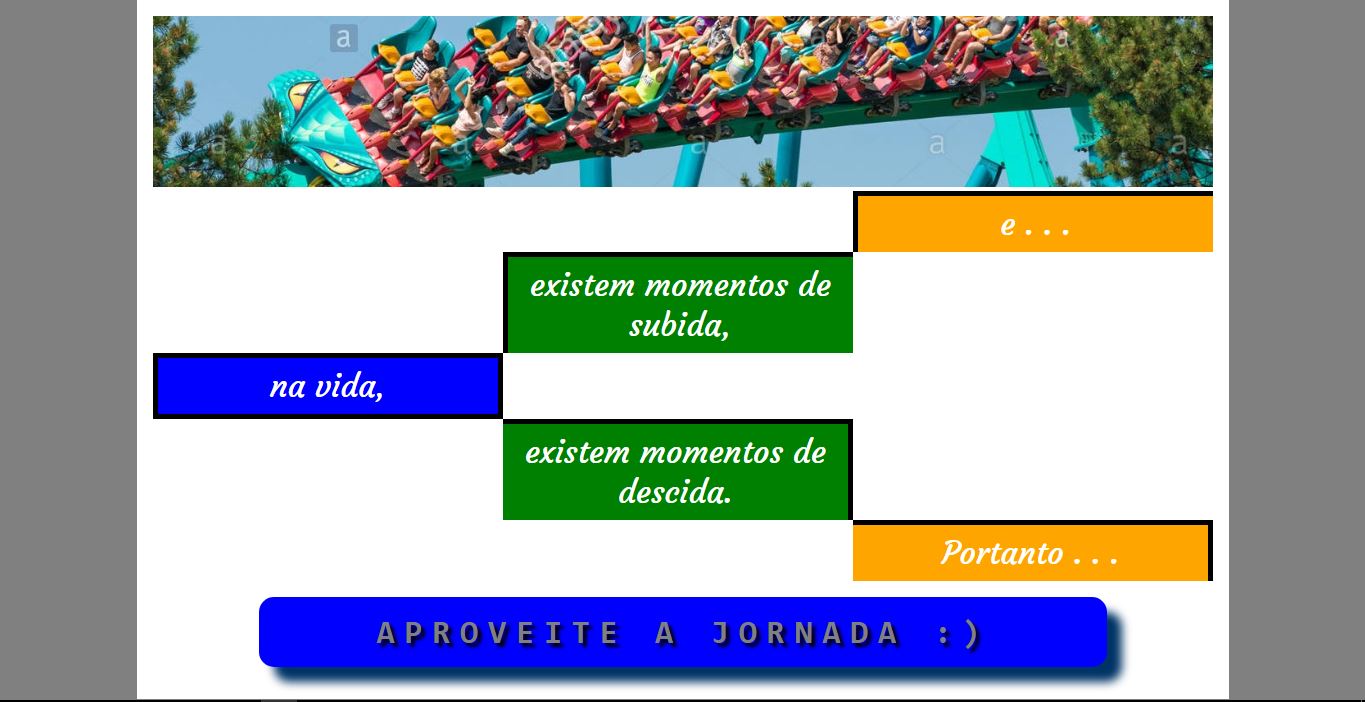 a
a
a
a
a
a
a
e . . .
existem momentos de
subida,
na vida,
existem momentos de
descida.
Portanto . . .
APROVEITE A JORNADA :)